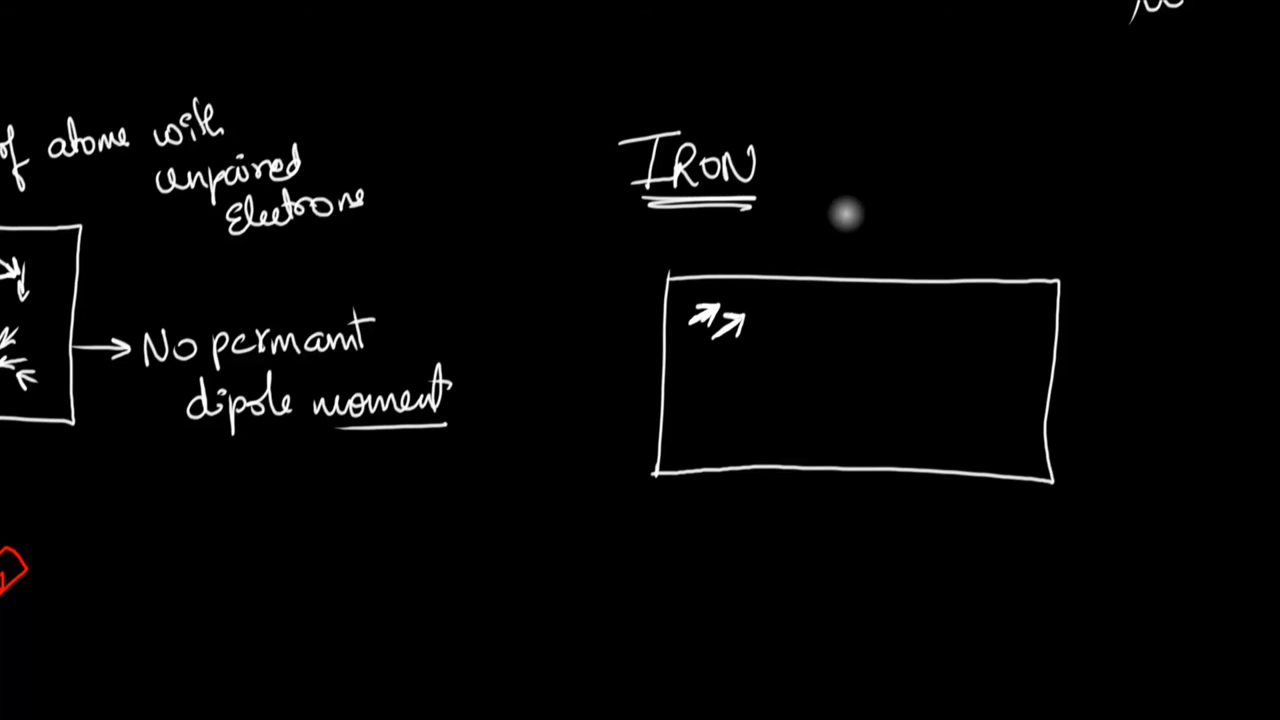 of atoms with
unpaired
Electrons
No permant
dipole moment
IRON